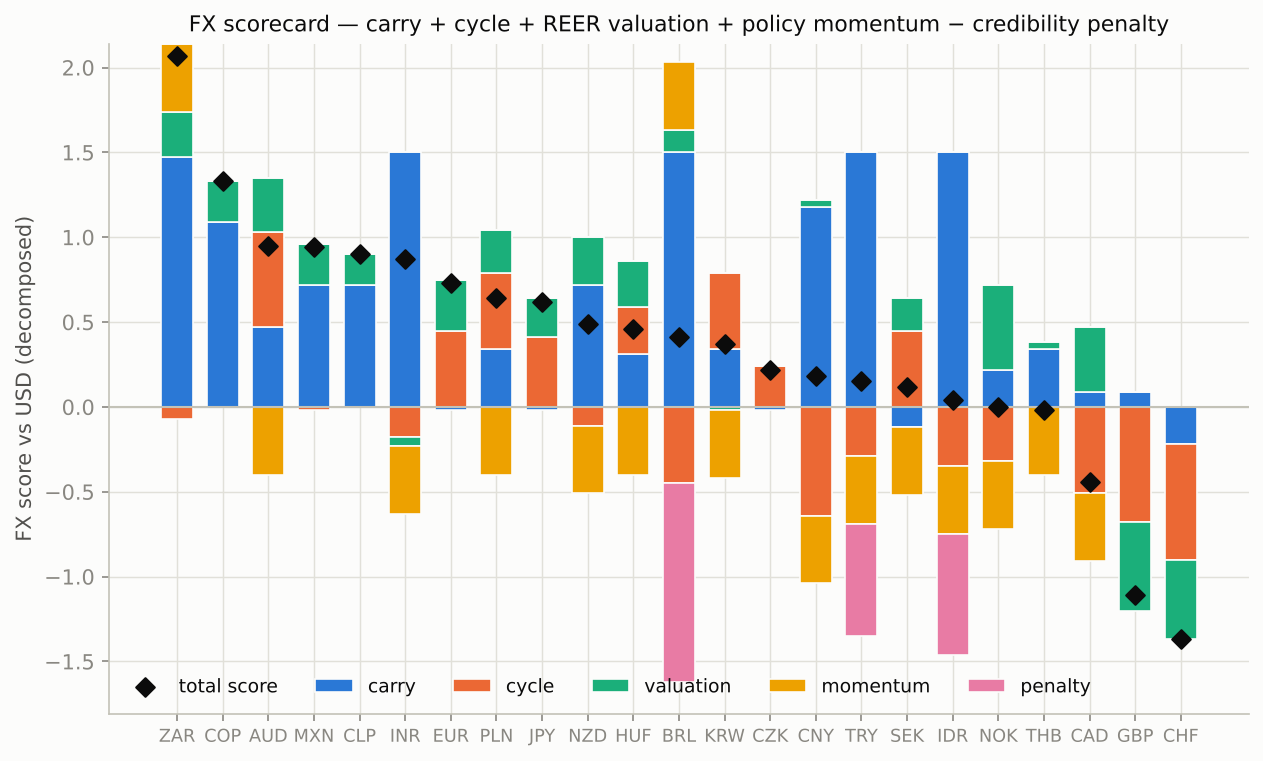 FX scorecard — carry + cycle + REER valuation + policy momentum − credibility penalty
FX score vs USD (decomposed)
2.0
1.5
1.0
0.5
0.0
−0.5
−1.0
−1.5
total score
carry
cycle
valuation
momentum
penalty
ZAR COP AUD MXN CLP INR EUR PLN JPY NZD HUF BRL KRW CZK CNY TRY SEK IDR NOK THB CAD GBP CHF